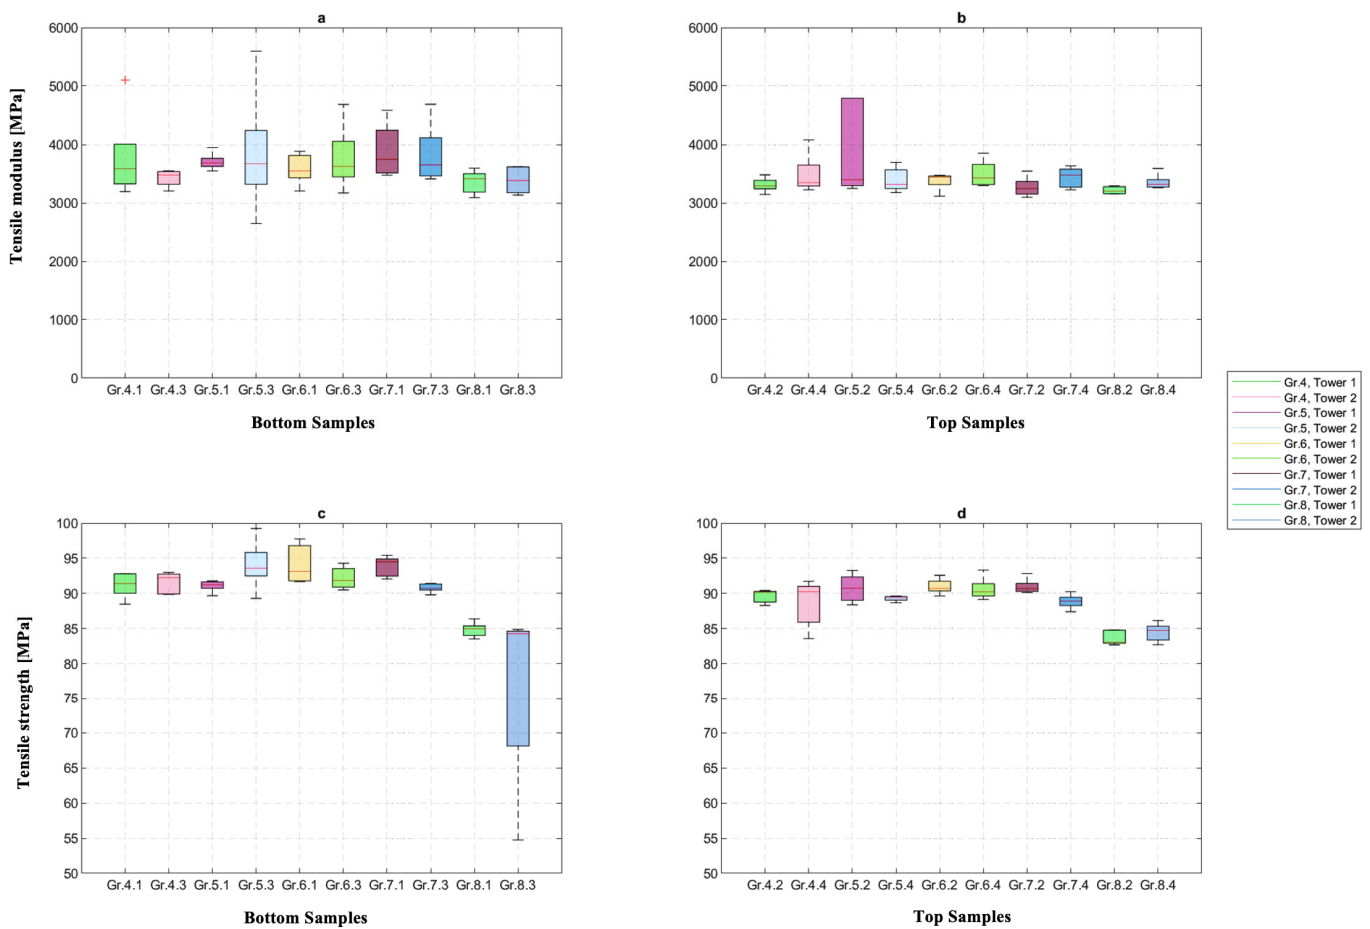 a
Tensile modulus [MPa]
6000
5000
4000
3000
2000
1000
0
Gr.4.1 Gr.4.3 Gr.5.1 Gr.5.3 Gr.6.1 Gr.6.3 Gr.7.1 Gr.7.3 Gr.8.1 Gr.8.3
Bottom Samples
b
6000
5000
4000
3000
2000
1000
0
Gr.4.2 Gr.4.4 Gr.5.2 Gr.5.4 Gr.6.2 Gr.6.4 Gr.7.2 Gr.7.4 Gr.8.2 Gr.8.4
Top Samples
Gr.4, Tower 1
Gr.4, Tower 2
Gr.5, Tower 1
Gr.5, Tower 2
Gr.6, Tower 1
Gr.6, Tower 2
Gr.7, Tower 1
Gr.7, Tower 2
Gr.8, Tower 1
Gr.8, Tower 2
c
Tensile strength [MPa]
100
95
90
85
80
75
70
65
60
55
50
Gr.4.1 Gr.4.3 Gr.5.1 Gr.5.3 Gr.6.1 Gr.6.3 Gr.7.1 Gr.7.3 Gr.8.1 Gr.8.3
Bottom Samples
d
100
95
90
85
80
75
70
65
60
55
50
Gr.4.2 Gr.4.4 Gr.5.2 Gr.5.4 Gr.6.2 Gr.6.4 Gr.7.2 Gr.7.4 Gr.8.2 Gr.8.4
Top Samples